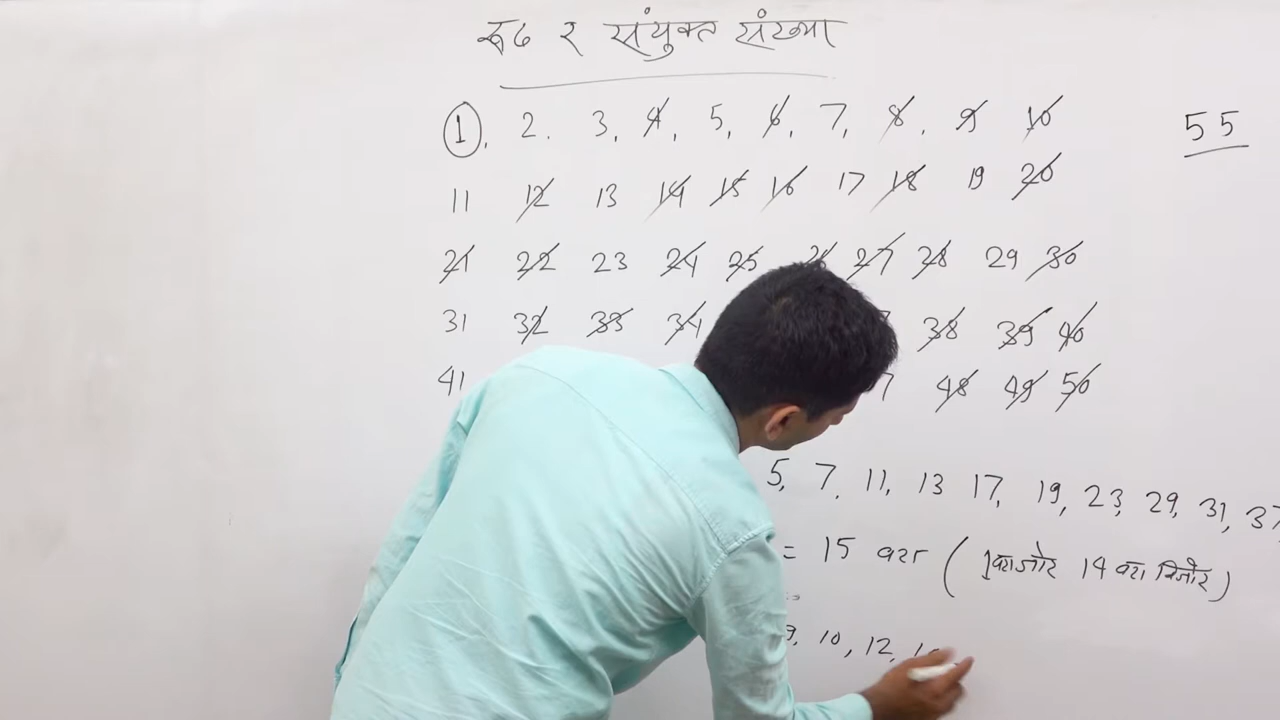 रूढ र संयुक्त संख्या
1, 2. 3, 4, 5, 6, 7, 8, 9 10 55
11 12 13 14 15 16 17 18 19 20
21 22 23 24 25 26 27 28 29 30
31 32 33 34 38 39 40
41 48 49 50
5, 7, 11, 13 17, 19, 23, 29, 31, 37,
= 15 वटा ( 1 वटा जोर 14 वटा विजोर )
9, 10, 12,